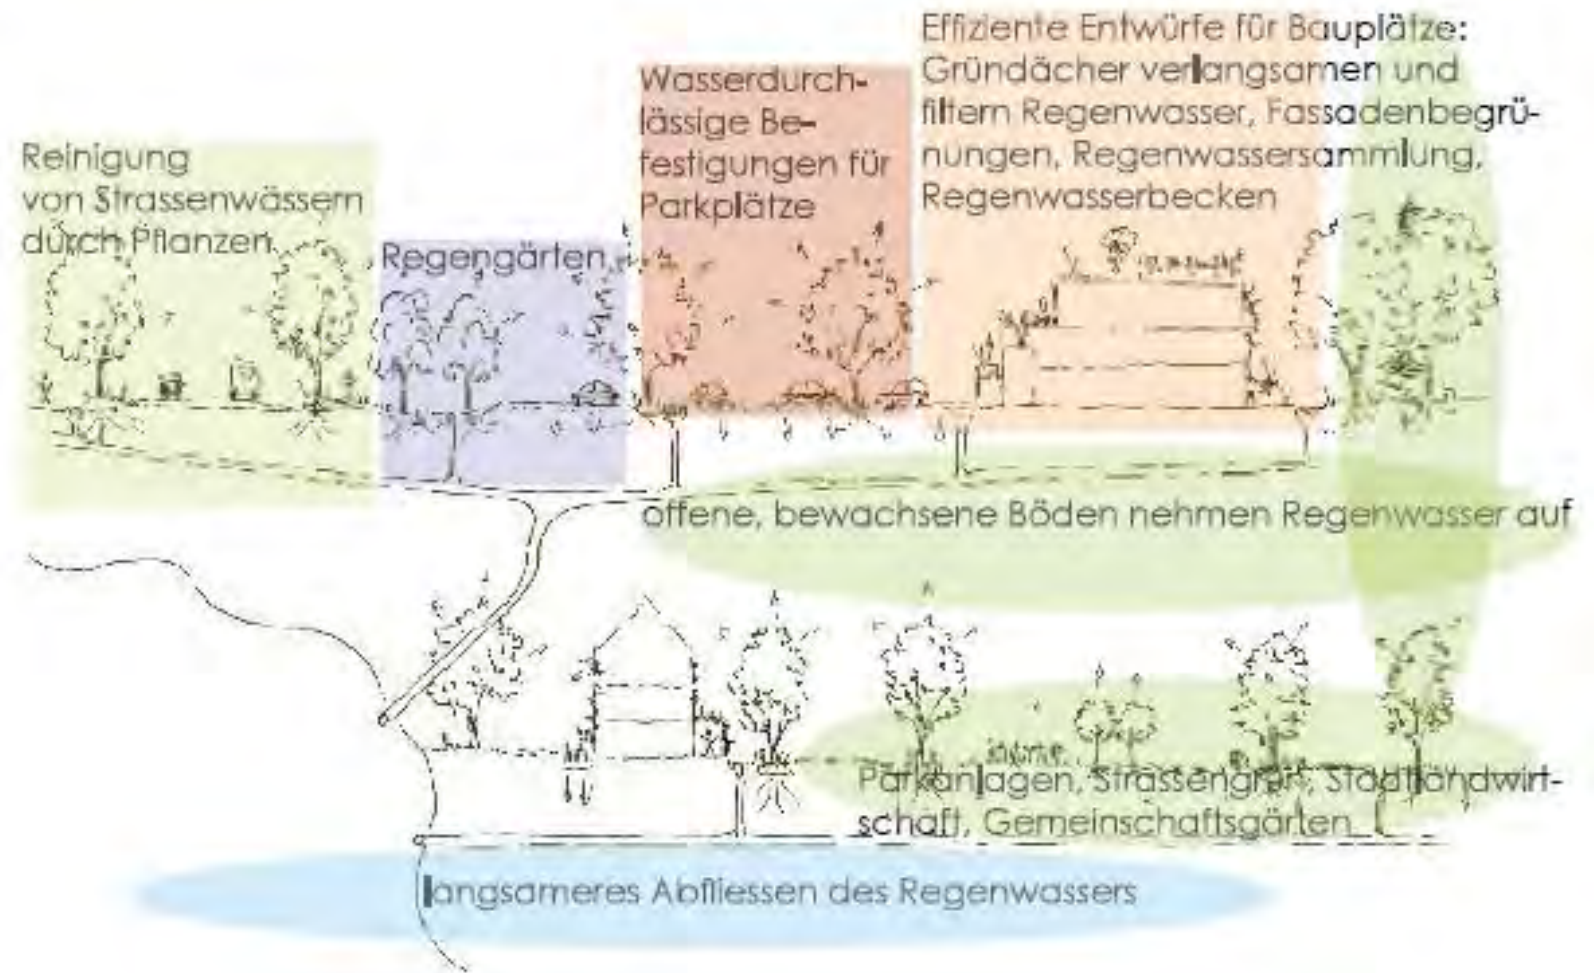 Reinigung
von Strassenwässern
durch Pflanzen
Regengärten
Wasserdurch-
lässige Be-
festigungen für
Parkplätze
Effiziente Entwürfe für Bauplätze:
Gründächer verlangsamen und
filtern Regenwasser, Fassadenbegrü-
nungen, Regenwassersammlung,
Regenwasserbecken
offene, bewachsene Böden nehmen Regenwasser auf
Parkanlagen, Strassengrün, Stadtlandwirt-
schaft, Gemeinschaftsgärten
langsameres Abfliessen des Regenwassers